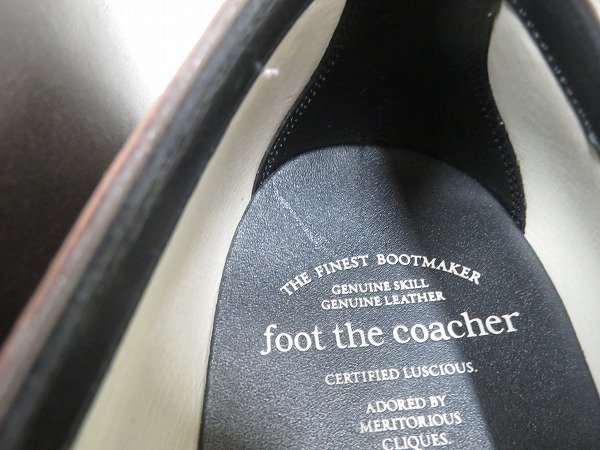 THE FINEST BOOTMAKER
GENUINE SKILL
GENUINE LEATHER
foot the coacher
CERTIFIED LUSCIOUS.
ADORED BY
MERITORIOUS
CLIQUES.